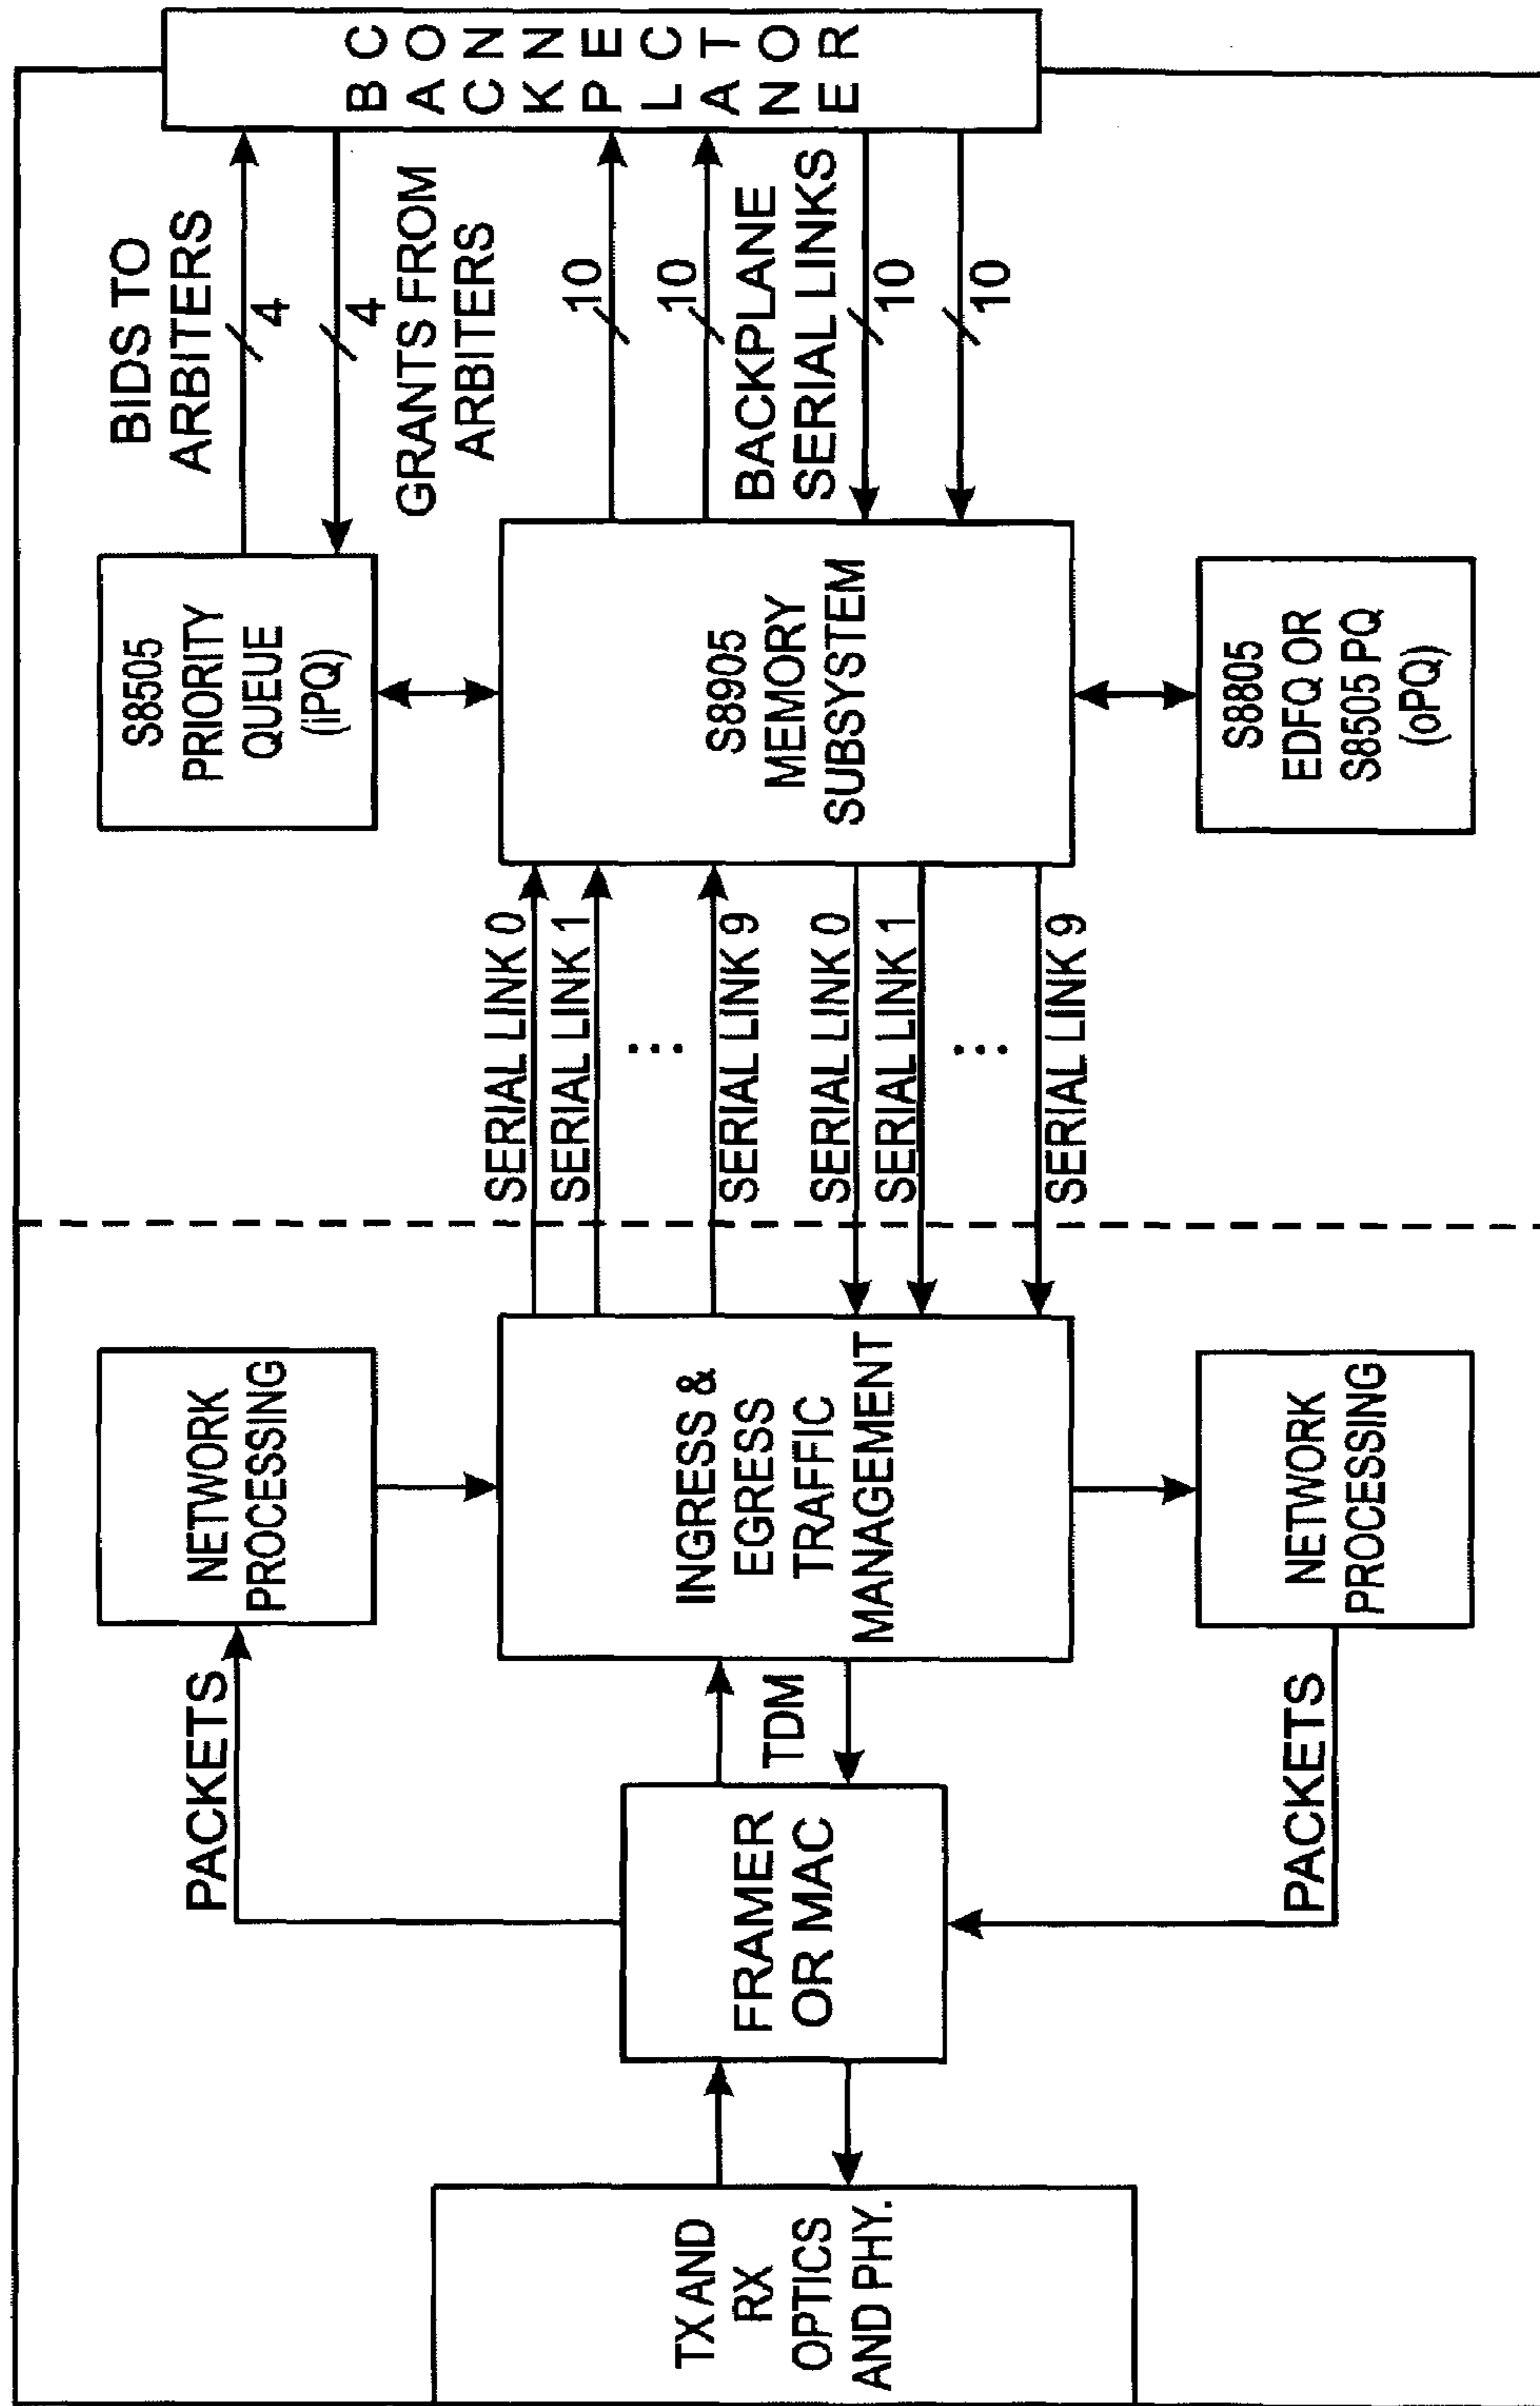 TX AND
RX
OPTICS
AND PHY.
FRAMER
OR MAC
TDM
PACKETS
NETWORK
PROCESSING
INGRESS &
EGRESS
TRAFFIC
MANAGEMENT
PACKETS
NETWORK
PROCESSING
SERIAL LINK 0
SERIAL LINK 1
...
SERIAL LINK 9
SERIAL LINK 0
SERIAL LINK 1
...
SERIAL LINK 9
S8505
PRIORITY
QUEUE
(iPQ)
S8905
MEMORY
SUBSYSTEM
S8805
EDFQ OR
S8505 PQ
(oPQ)
BIDS TO
ARBITERS
4
4
GRANTS FROM
ARBITERS
10
10
BACKPLANE
SERIAL LINKS
10
10
BACKPLANE
CONNECTOR